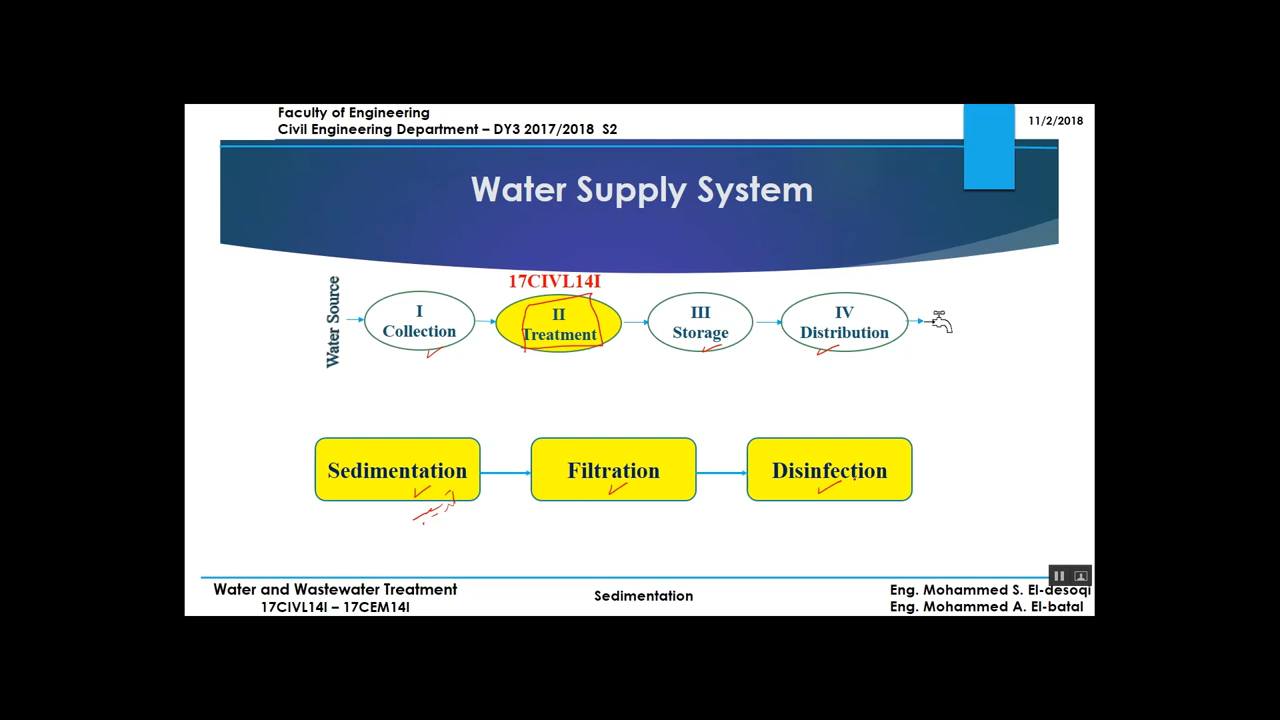 Faculty of Engineering
Civil Engineering Department – DY3 2017/2018 S2
11/2/2018
Water Supply System
17CIVL14I
Water Source
I
Collection
II
Treatment
III
Storage
IV
Distribution
Sedimentation
Filtration
Disinfection
Water and Wastewater Treatment
17CIVL14I – 17CEM14I
Sedimentation
Eng. Mohammed S. El-desoqi
Eng. Mohammed A. El-batal